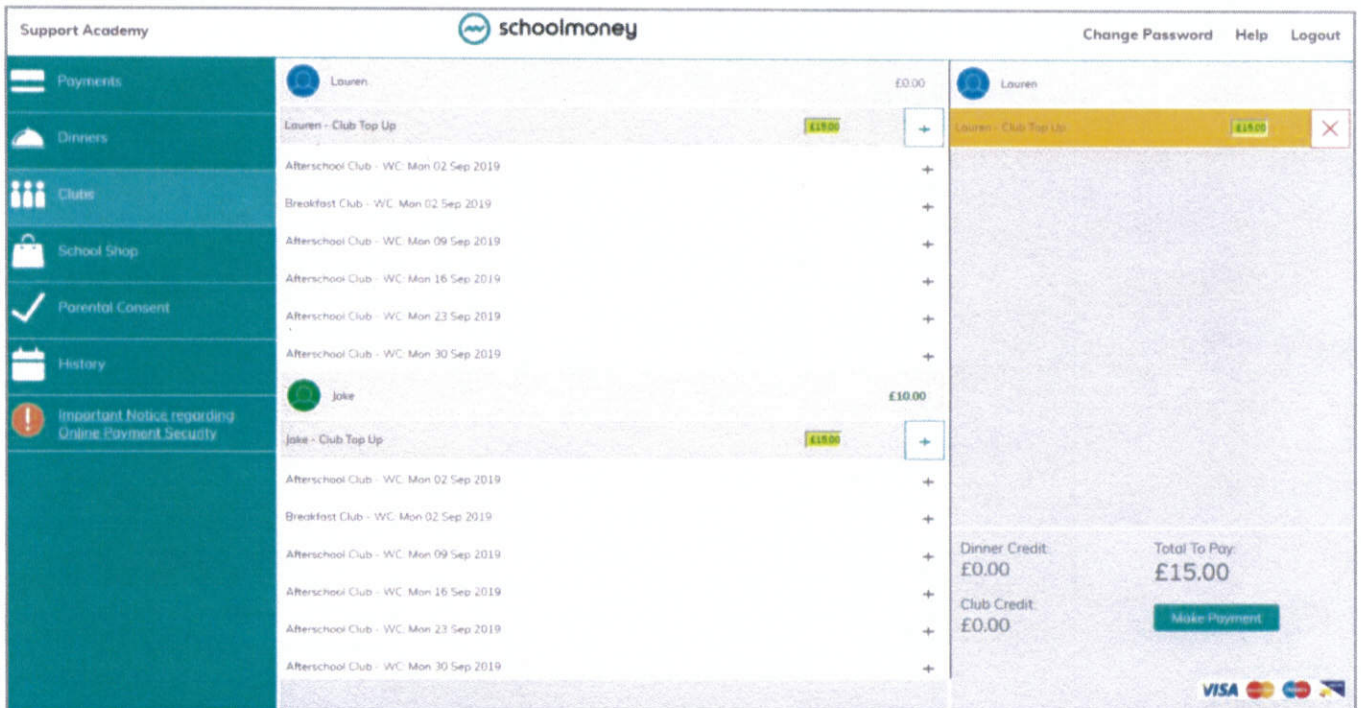 Support Academy
schoolmoney
Change Password Help Logout
Payments
Dinners
Clubs
School Shop
Parental Consent
History
Important Notice regarding
Online Payment Security
Lauren £0.00
Lauren - Club Top Up £15.00 +
Afterschool Club - WC: Mon 02 Sep 2019 +
Breakfast Club - WC: Mon 02 Sep 2019 +
Afterschool Club - WC: Mon 09 Sep 2019 +
Afterschool Club - WC: Mon 16 Sep 2019 +
Afterschool Club - WC: Mon 23 Sep 2019 +
Afterschool Club - WC: Mon 30 Sep 2019 +
Jake £10.00
Jake - Club Top Up £15.00 +
Afterschool Club - WC: Mon 02 Sep 2019 +
Breakfast Club - WC: Mon 02 Sep 2019 +
Afterschool Club - WC: Mon 09 Sep 2019 +
Afterschool Club - WC: Mon 16 Sep 2019 +
Afterschool Club - WC: Mon 23 Sep 2019 +
Afterschool Club - WC: Mon 30 Sep 2019 +
Lauren
Lauren - Club Top Up £15.00
Dinner Credit:
£0.00
Total To Pay:
£15.00
Club Credit:
£0.00
Make Payment
VISA